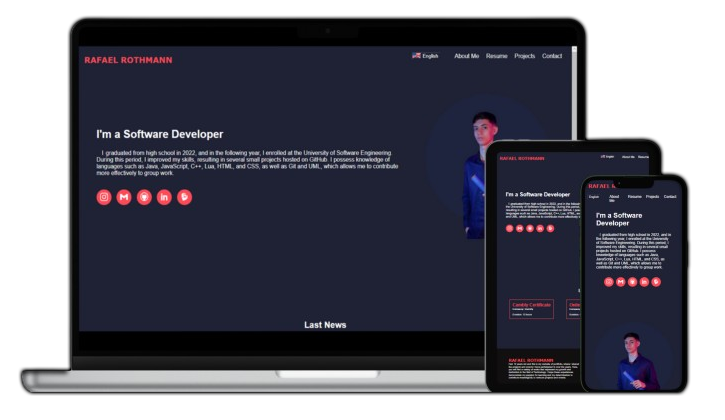 RAFAEL ROTHMANN
English About Me Resume Projects Contact
I'm a Software Developer
I graduated from high school in 2022, and in the following year, I enrolled at the University of Software Engineering
During this period, I improved my skills, resulting in several small projects hosted on GitHub. I possess knowledge of
languages such as Java, JavaScript, C++, Lua, HTML, and CSS, as well as Git and UML, which allows me to contribute
more effectively to group work.
Last News
RAFAEL ROTHMANN
English About Me Resume
I'm a Software Developer
Cambly Certificate
RAFAEL ROTHMANN
RAFAEL
English About Me Resume Projects Contact
I'm a Software
Developer
I graduated from high school in 2022, and in
the following year, I enrolled at the University
of Software Engineering. During this period, I
improved my skills, resulting in several small
projects hosted on GitHub. I possess
knowledge of languages such as Java,
JavaScript, C++, Lua, HTML, and CSS, as
well as Git and UML, which allows me to
contribute more effectively to group work.